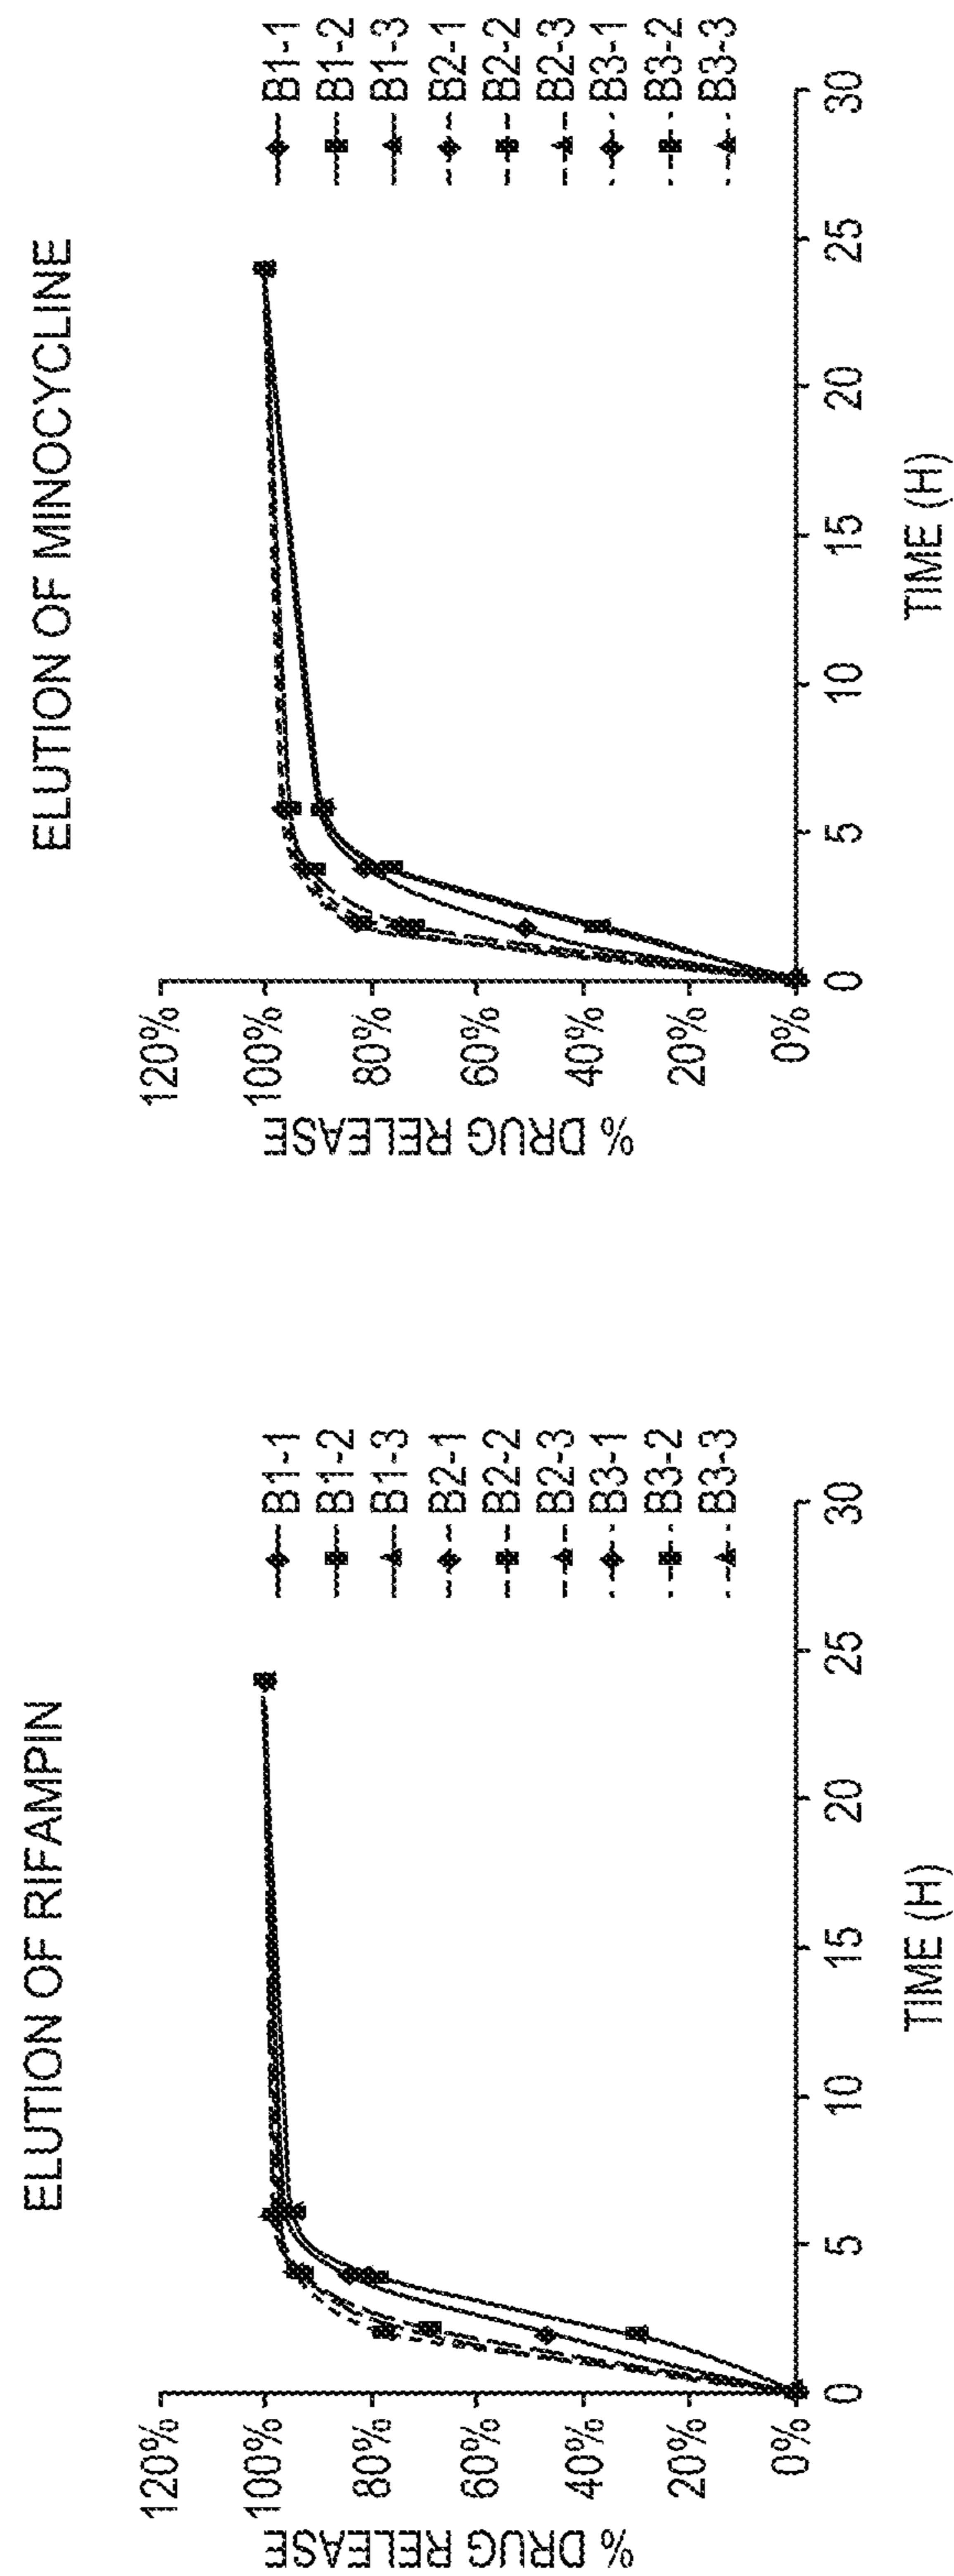 ELUTION OF RIFAMPIN
120%
100%
80%
60%
40%
20%
0%
% DRUG RELEASE
0
5
10
15
20
25
30
TIME (H)
B1-1
B1-2
B1-3
B2-1
B2-2
B2-3
B3-1
B3-2
B3-3
ELUTION OF MINOCYCLINE
120%
100%
80%
60%
40%
20%
0%
% DRUG RELEASE
0
5
10
15
20
25
30
TIME (H)
B1-1
B1-2
B1-3
B2-1
B2-2
B2-3
B3-1
B3-2
B3-3